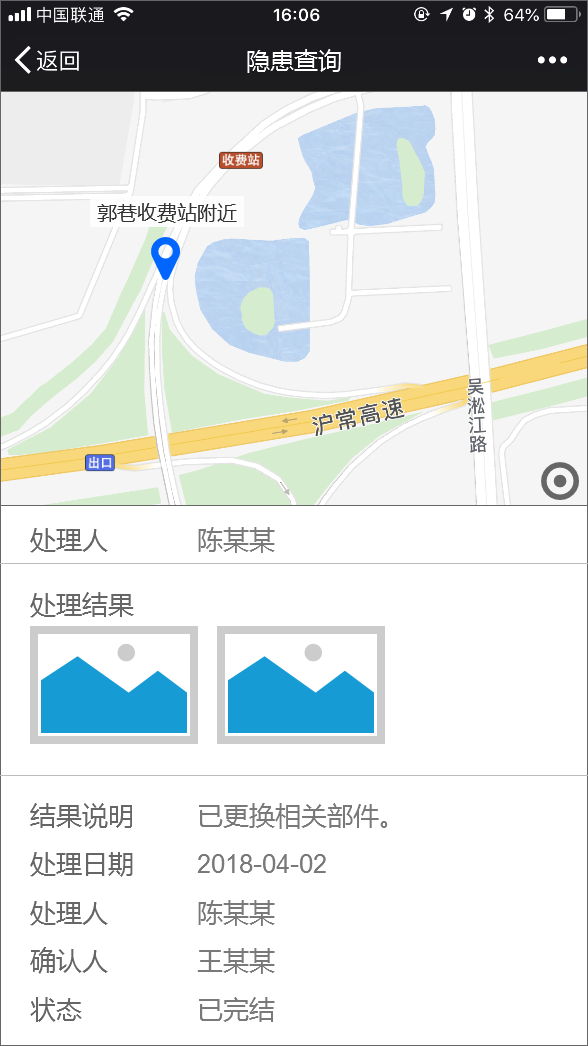 中国联通 16:06 64%
返回 隐患查询
收费站
郭巷收费站附近
沪常高速
吴淞江路
出口
处理人 陈某某
处理结果
结果说明 已更换相关部件。
处理日期 2018-04-02
处理人 陈某某
确认人 王某某
状态 已完结